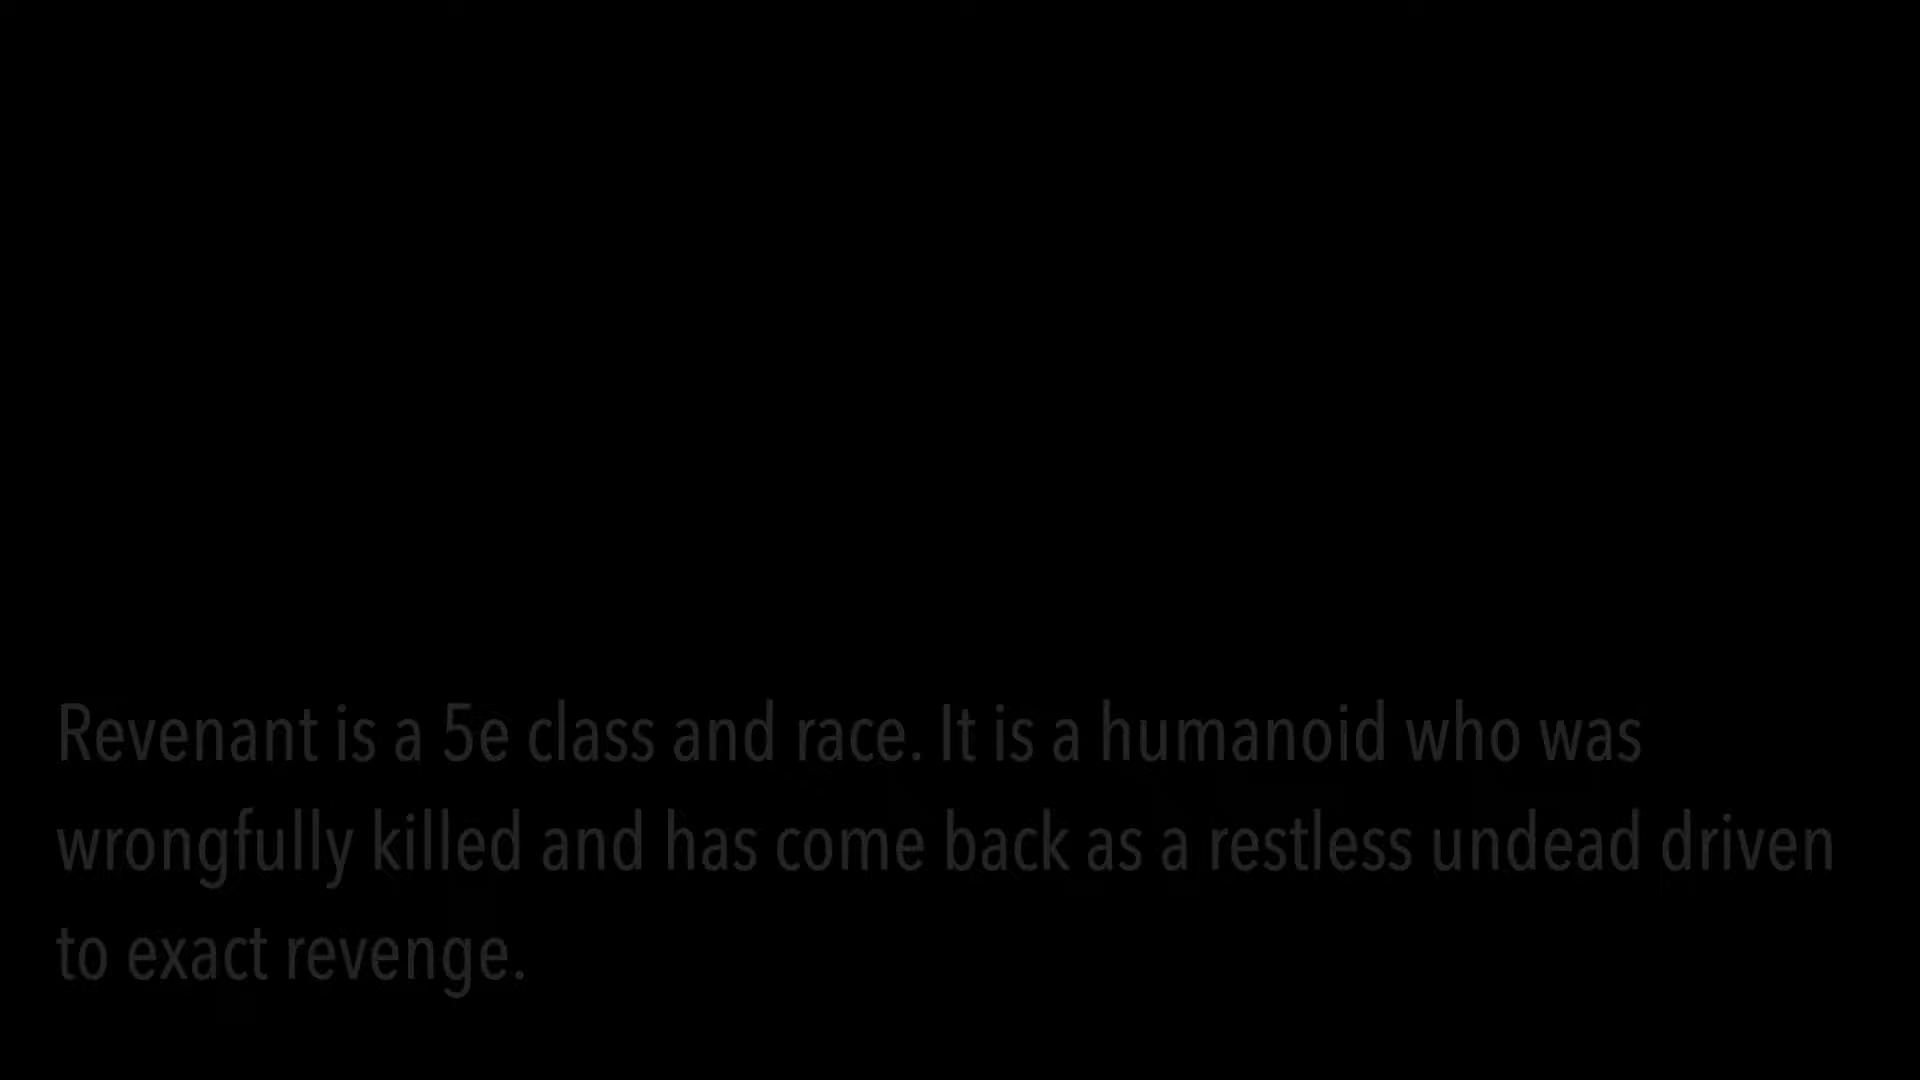 Revenant is a 5e class and race. It is a humanoid who was
wrongfully killed and has come back as a restless undead driven
to exact revenge.